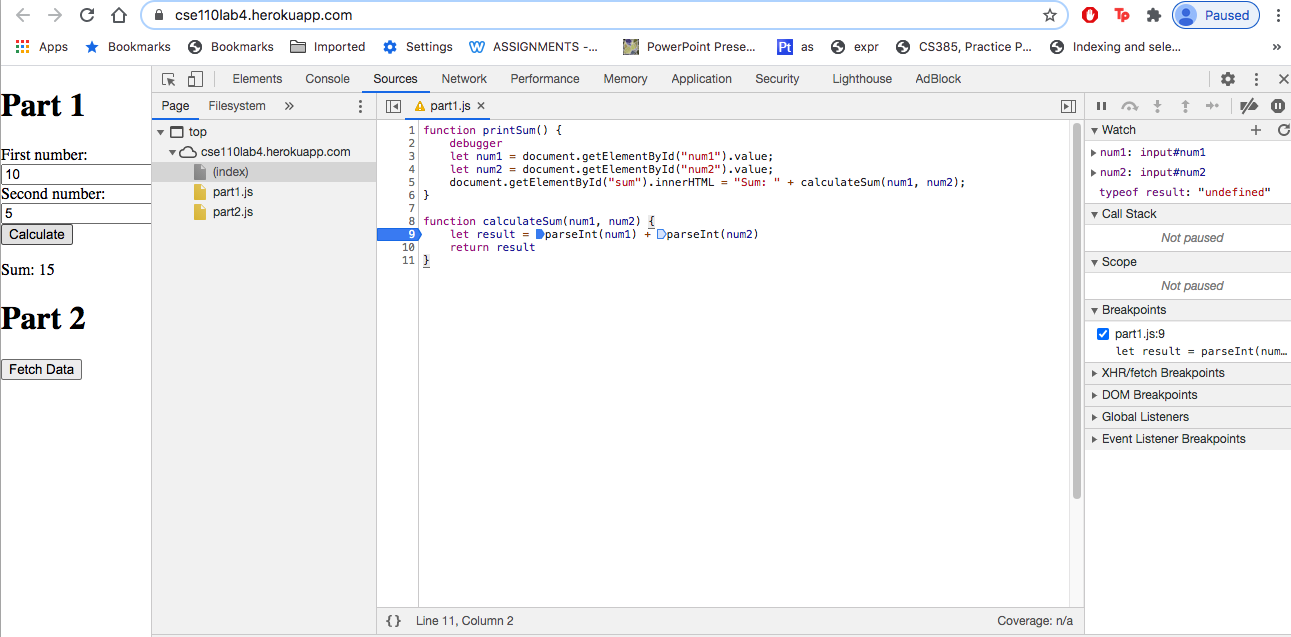 cse110lab4.herokuapp.com
Paused
Apps Bookmarks Bookmarks Imported Settings ASSIGNMENTS -... PowerPoint Prese... Pt as expr CS385, Practice P... Indexing and sele... »
Part 1
First number:
10
Second number:
5
Calculate
Sum: 15
Part 2
Fetch Data
Elements Console Sources Network Performance Memory Application Security Lighthouse AdBlock
Page Filesystem »
top
cse110lab4.herokuapp.com
(index)
part1.js
part2.js
part1.js ×
1 function printSum() {
2 debugger
3 let num1 = document.getElementById("num1").value;
4 let num2 = document.getElementById("num2").value;
5 document.getElementById("sum").innerHTML = "Sum: " + calculateSum(num1, num2);
6 }
7
8 function calculateSum(num1, num2) {
9 let result = parseInt(num1) + parseInt(num2)
10 return result
11 }
{ } Line 11, Column 2 Coverage: n/a
Watch
num1: input#num1
num2: input#num2
typeof result: "undefined"
Call Stack
Not paused
Scope
Not paused
Breakpoints
part1.js:9
let result = parseInt(num…
XHR/fetch Breakpoints
DOM Breakpoints
Global Listeners
Event Listener Breakpoints